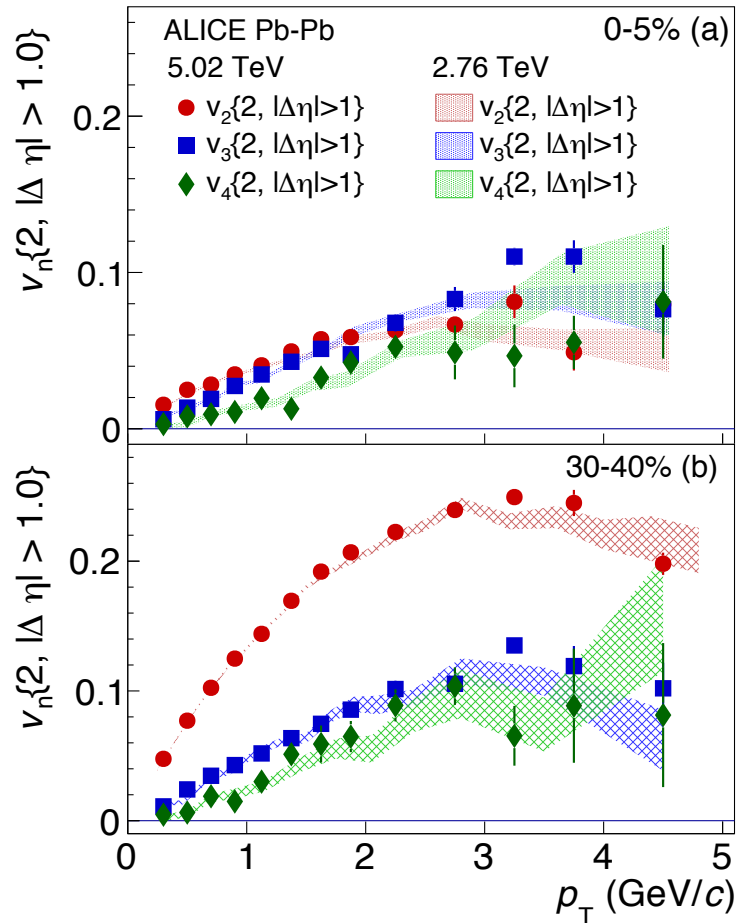 ALICE Pb-Pb
0-5% (a)
5.02 TeV
2.76 TeV
v₂{2, |Δη|>1}
v₂{2, |Δη|>1}
v₃{2, |Δη|>1}
v₃{2, |Δη|>1}
v₄{2, |Δη|>1}
v₄{2, |Δη|>1}
vₙ{2, |Δ η| > 1.0}
0.2
0.1
0
30-40% (b)
vₙ{2, |Δ η| > 1.0}
0.2
0.1
0
0 1 2 3 4 5
p_T (GeV/c)